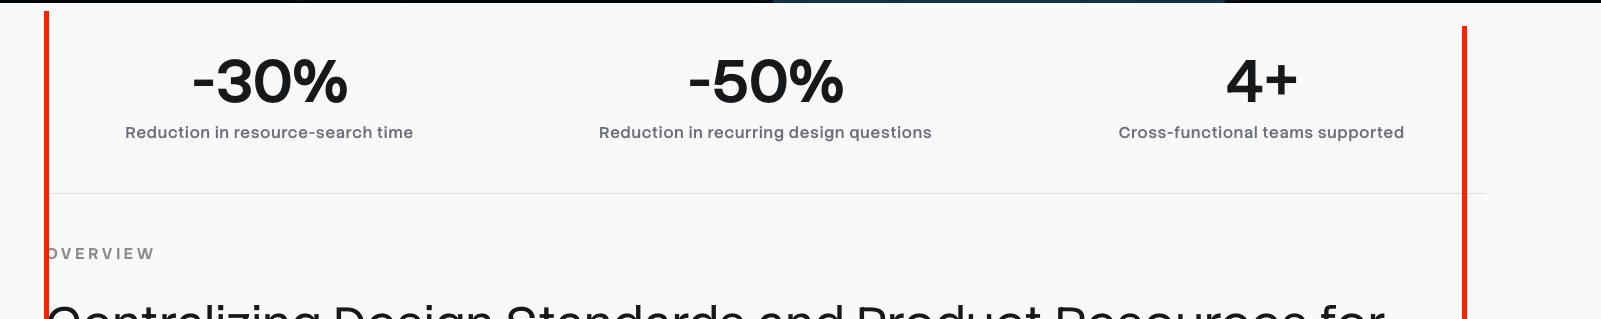 -30%
-50%
4+
Reduction in resource-search time
Reduction in recurring design questions
Cross-functional teams supported
OVERVIEW
Centralizing Design Standards and Product Resources for